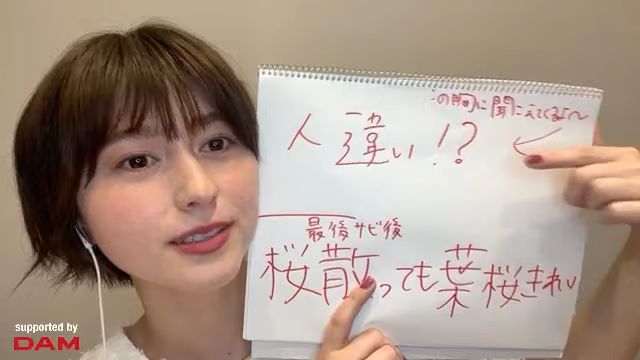 の胸に聞こえてくるよ〜
人違い!?
最後サビ後
桜散っても葉桜きれい
supported by
DAM